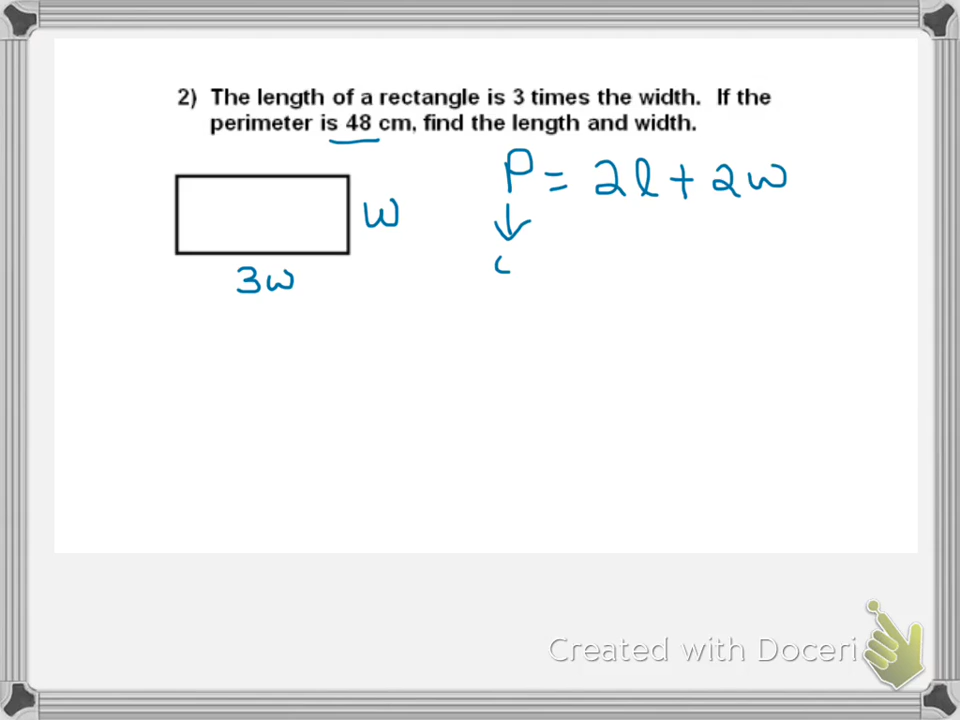 2) The length of a rectangle is 3 times the width. If the
perimeter is 48 cm, find the length and width.
P = 2l + 2w
w
3w
Created with Doceri